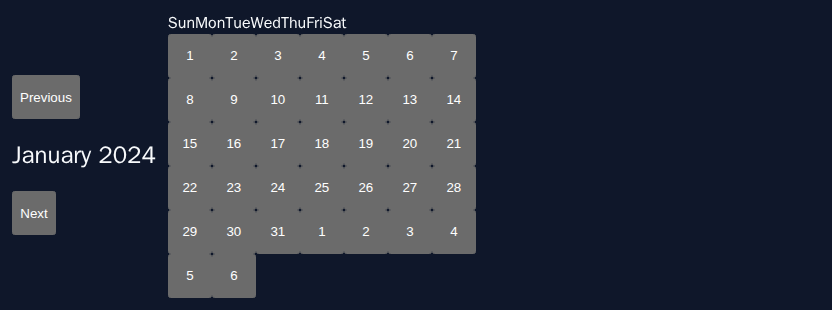 SunMonTueWedThuFriSat
1 2 3 4 5 6 7
8 9 10 11 12 13 14
15 16 17 18 19 20 21
22 23 24 25 26 27 28
29 30 31 1 2 3 4
5 6
Previous
January 2024
Next